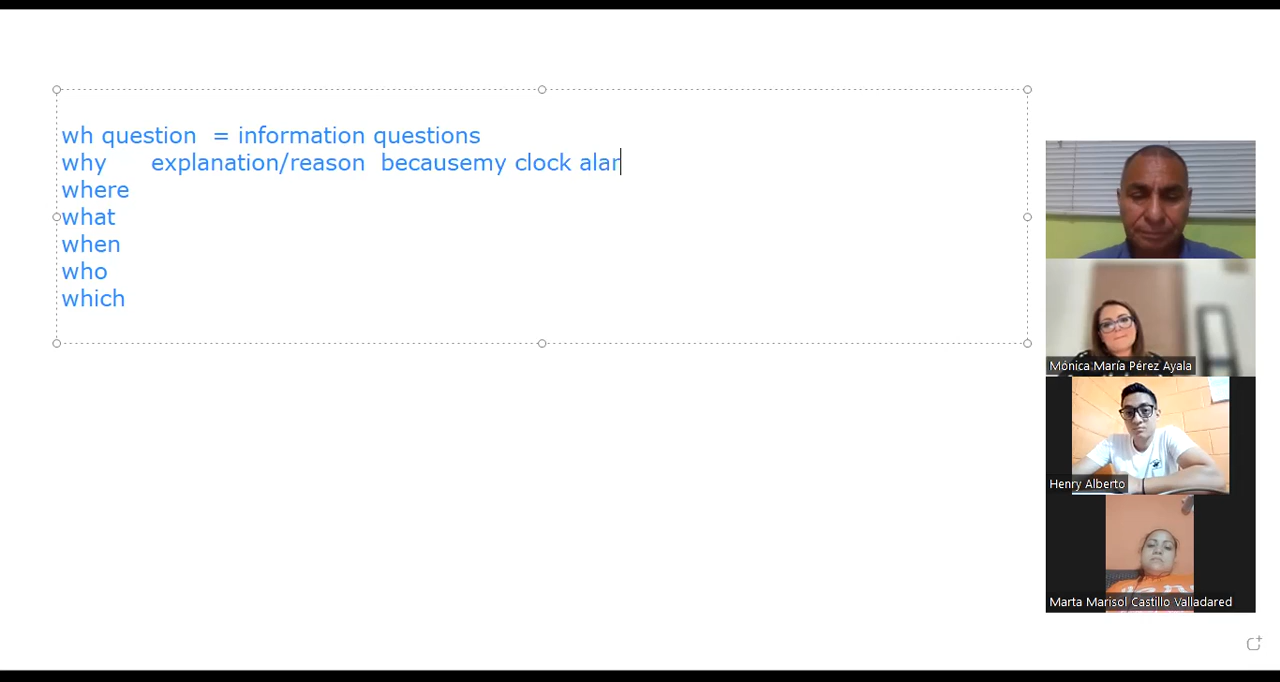 wh question = information questions
why explanation/reason becausemy clock alar
where
what
when
who
which
Mónica María Pérez Ayala
Henry Alberto
Marta Marisol Castillo Valladared